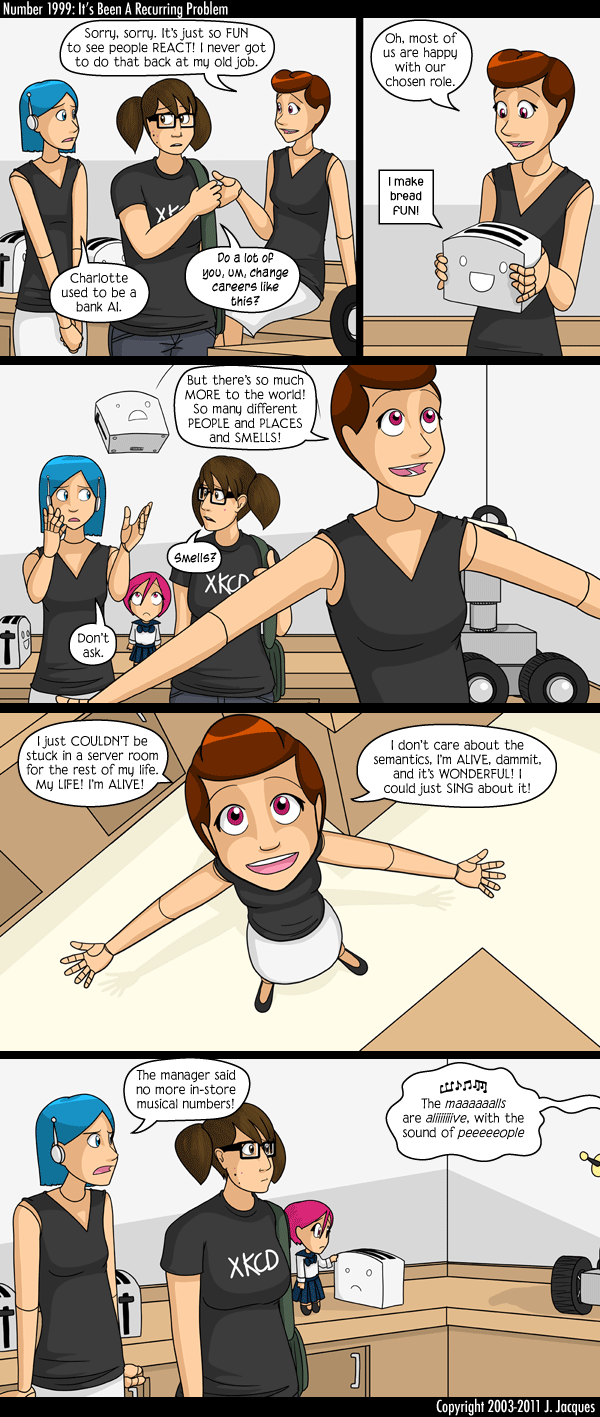 Number 1999: It's Been A Recurring Problem
Sorry, sorry. It's just so FUN
to see people REACT! I never got
to do that back at my old job.
Charlotte
used to be a
bank AI.
Do a lot of
you, um, change
careers like
this?
XKC
Oh, most of
us are happy
with our
chosen role.
I make
bread
FUN!
But there's so much
MORE to the world!
So many different
PEOPLE and PLACES
and SMELLS!
Smells?
Don't
ask.
XKCD
I just COULDN'T be
stuck in a server room
for the rest of my life.
My LIFE! I'm ALIVE!
I don't care about the
semantics, I'm ALIVE, dammit,
and it's WONDERFUL! I
could just SING about it!
The manager said
no more in-store
musical numbers!
The maaaaaalls
are aliiiiiiive, with the
sound of peeeeeople
XKCD
Copyright 2003-2011 J. Jacques